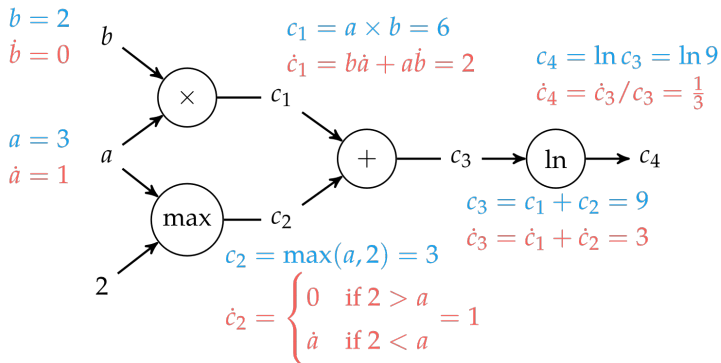 b = 2
ḃ = 0
b
c₁ = a × b = 6
ċ₁ = bȧ + aḃ = 2
c₄ = ln c₃ = ln 9
ċ₄ = ċ₃/c₃ = 1/3
×
c₁
a = 3
ȧ = 1
a
+
c₃
ln
c₄
max
c₂
c₃ = c₁ + c₂ = 9
ċ₃ = ċ₁ + ċ₂ = 3
2
c₂ = max(a, 2) = 3
ċ₂ = { 0 if 2 > a
ȧ if 2 < a = 1